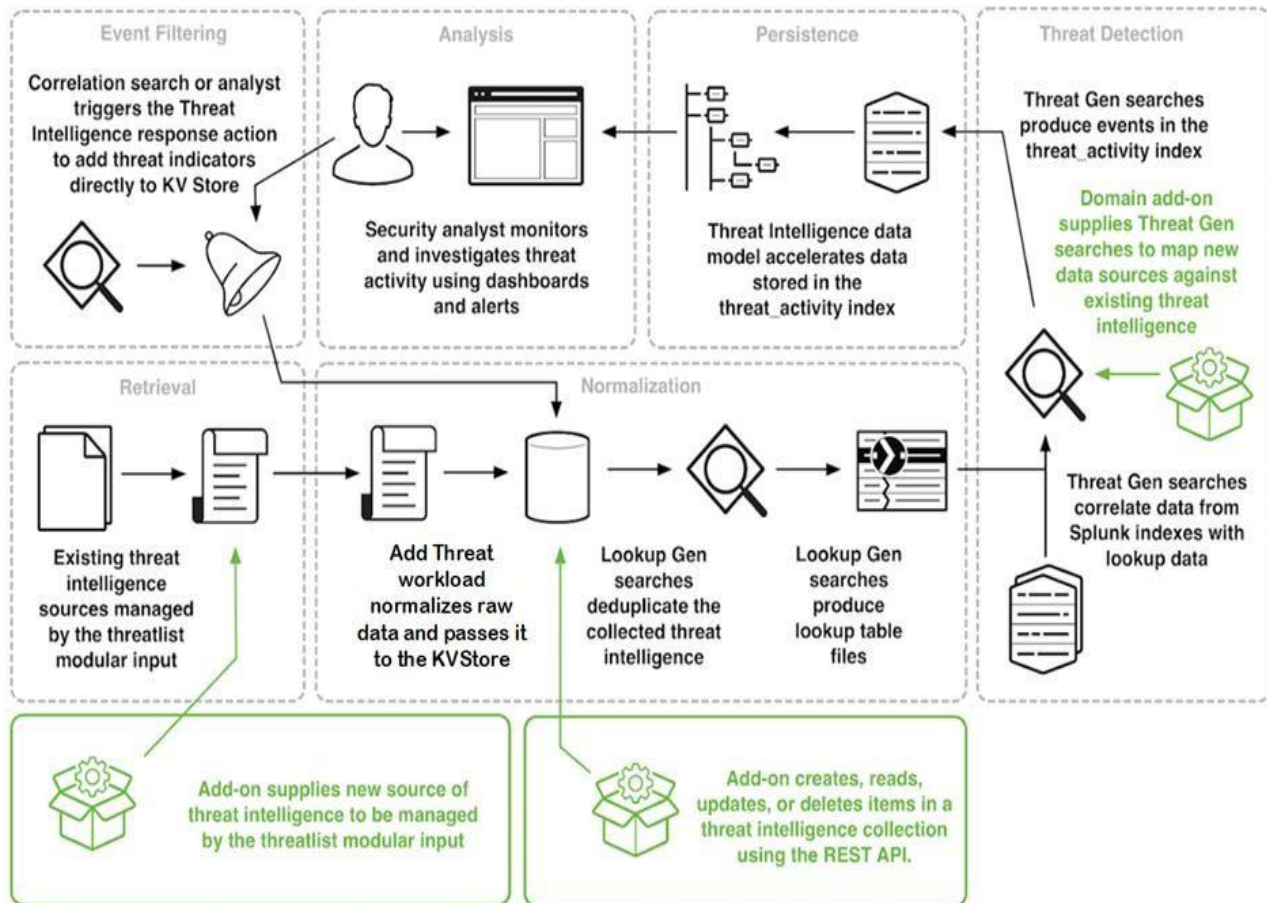 Event Filtering
Correlation search or analyst
triggers the Threat
Intelligence response action
to add threat indicators
directly to KV Store
Analysis
Security analyst monitors
and investigates threat
activity using dashboards
and alerts
Persistence
Threat Intelligence data
model accelerates data
stored in the
threat_activity index
Threat Detection
Threat Gen searches
produce events in the
threat_activity index
Domain add-on
supplies Threat Gen
searches to map new
data sources against
existing threat
intelligence
Threat Gen searches
correlate data from
Splunk indexes with
lookup data
Retrieval
Existing threat
intelligence
sources managed
by the threatlist
modular input
Normalization
Add Threat
workload
normalizes raw
data and passes it
to the KVStore
Lookup Gen
searches
deduplicate the
collected threat
intelligence
Lookup Gen
searches
produce
lookup table
files
Add-on supplies new source of
threat intelligence to be managed
by the threatlist modular input
Add-on creates, reads,
updates, or deletes items in a
threat intelligence collection
using the REST API.